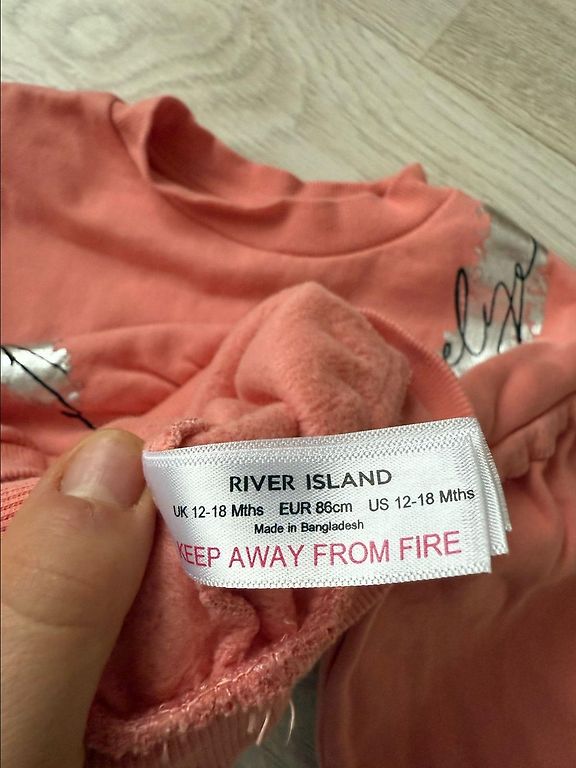 RIVER ISLAND
UK 12-18 Mths EUR 86cm US 12-18 Mths
Made in Bangladesh
KEEP AWAY FROM FIRE